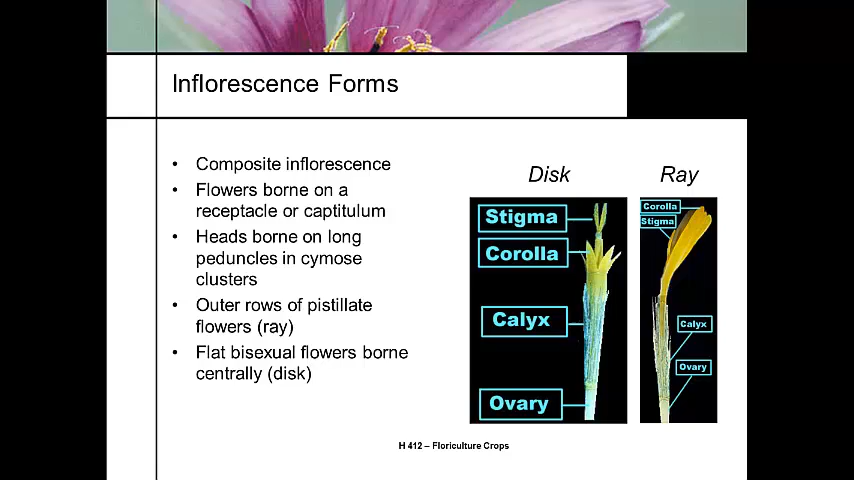 Inflorescence Forms
• Composite inflorescence
• Flowers borne on a
receptacle or captitulum
• Heads borne on long
peduncles in cymose
clusters
• Outer rows of pistillate
flowers (ray)
• Flat bisexual flowers borne
centrally (disk)
Disk
Stigma
Corolla
Calyx
Ovary
Ray
Corolla
Stigma
Calyx
Ovary
H 412 – Floriculture Crops